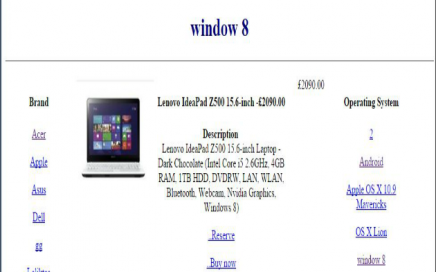 window 8
£2090.00
Brand
Acer
Apple
Asus
Dell
gg
Lenovo IdeaPad Z500 15.6-inch -£2090.00
Description
Lenovo IdeaPad Z500 15.6-inch Laptop -
Dark Chocolate (Intel Core i5 2.6GHz, 4GB
RAM, 1TB HDD, DVDRW, LAN, WLAN,
Bluetooth, Webcam, Nvidia Graphics,
Windows 8)
..Reserve
..Buy now
Operating System
2
Android
Apple OS X 10.9
Mavericks
OS X Lion
window 8